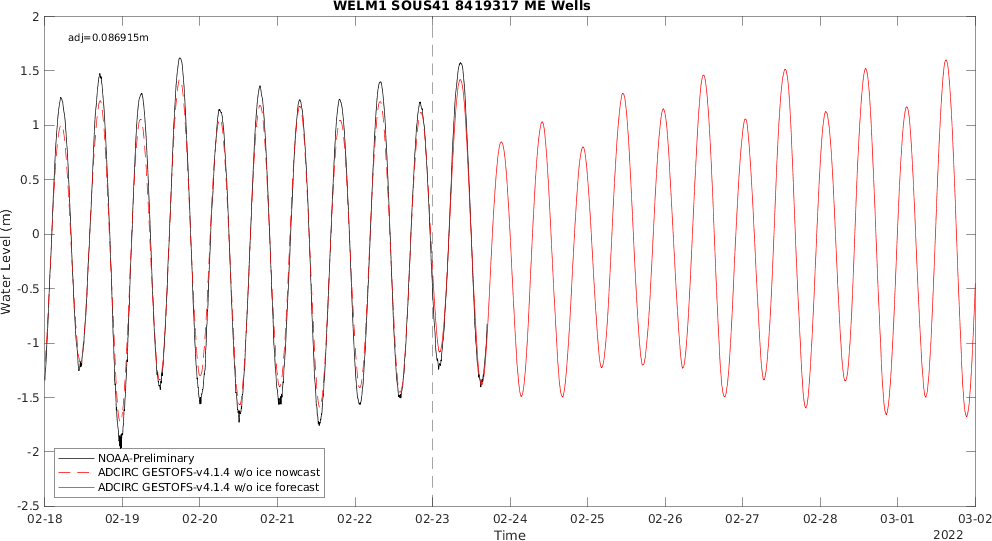 WELM1 SOUS41 8419317 ME Wells
adj=0.086915m
2
1.5
1
0.5
0
-0.5
-1
-1.5
-2
-2.5
Water Level (m)
NOAA-Preliminary
ADCIRC GESTOFS-v4.1.4 w/o ice nowcast
ADCIRC GESTOFS-v4.1.4 w/o ice forecast
02-18 02-19 02-20 02-21 02-22 02-23 02-24 02-25 02-26 02-27 02-28 03-01 03-02
Time
2022